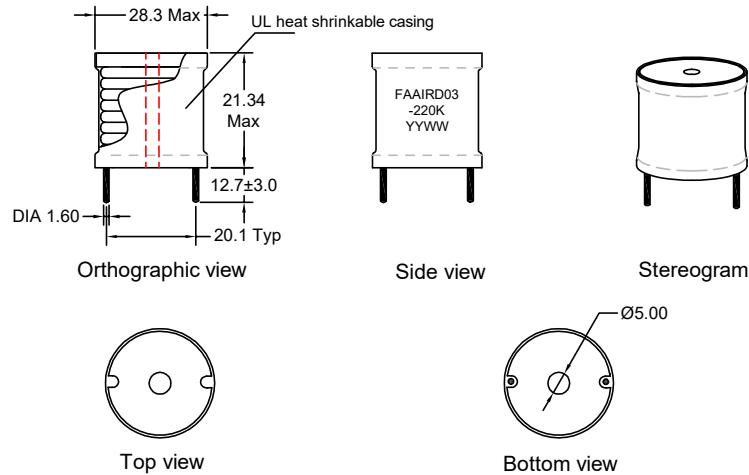 28.3 Max
UL heat shrinkable casing
21.34
Max
12.7±3.0
DIA 1.60
20.1 Typ
Orthographic view
FAAIRD03
-220K
YYWW
Side view
Stereogram
Top view
Ø5.00
Bottom view